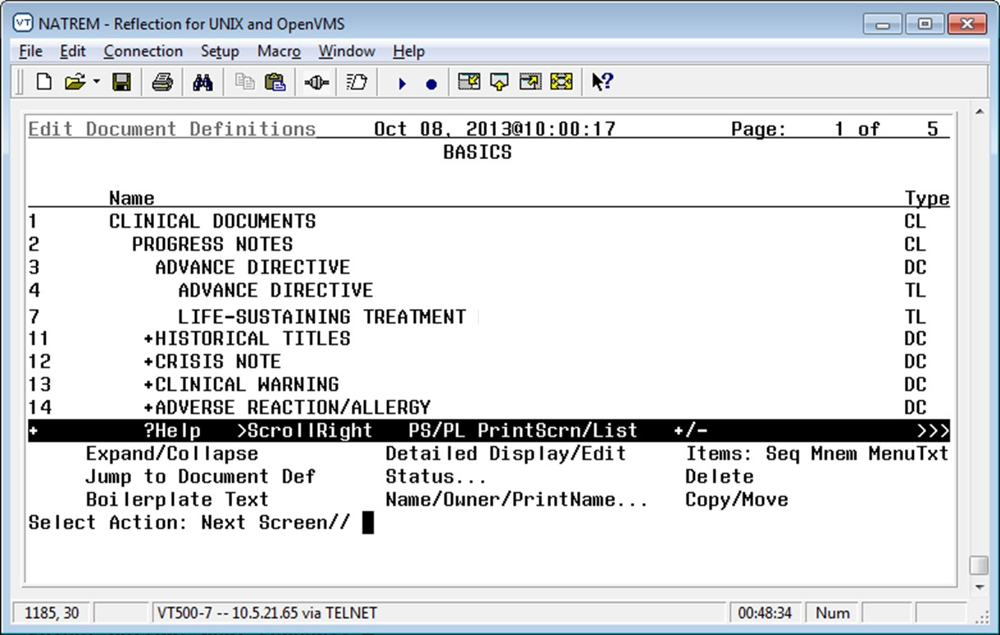 VT NATREM - Reflection for UNIX and OpenVMS
File Edit Connection Setup Macro Window Help
Edit Document Definitions Oct 08, 2013@10:00:17 Page: 1 of 5
BASICS
Name Type
1 CLINICAL DOCUMENTS CL
2 PROGRESS NOTES CL
3 ADVANCE DIRECTIVE DC
4 ADVANCE DIRECTIVE TL
7 LIFE-SUSTAINING TREATMENT TL
11 +HISTORICAL TITLES DC
12 +CRISIS NOTE DC
13 +CLINICAL WARNING DC
14 +ADVERSE REACTION/ALLERGY DC
+ ?Help >ScrollRight PS/PL PrintScrn/List +/- >>>
Expand/Collapse Detailed Display/Edit Items: Seq Mnem MenuTxt
Jump to Document Def Status... Delete
Boilerplate Text Name/Owner/PrintName... Copy/Move
Select Action: Next Screen//
1185, 30 VT500-7 -- 10.5.21.65 via TELNET 00:48:34 Num